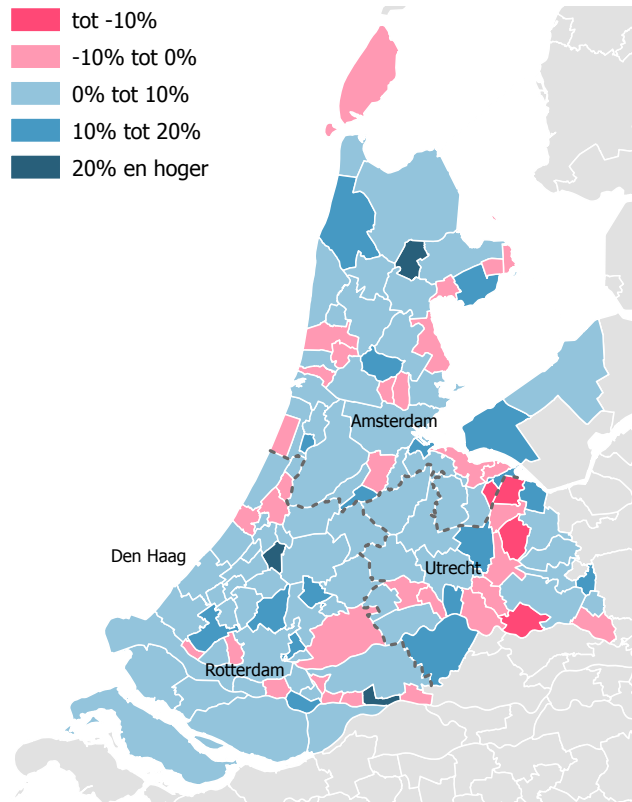 tot -10%
-10% tot 0%
0% tot 10%
10% tot 20%
20% en hoger
Amsterdam
Den Haag
Utrecht
Rotterdam